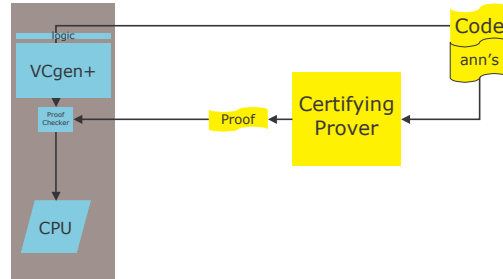 logic
Code
VCgen+
ann's
Proof
Checker
Proof
Certifying
Prover
CPU